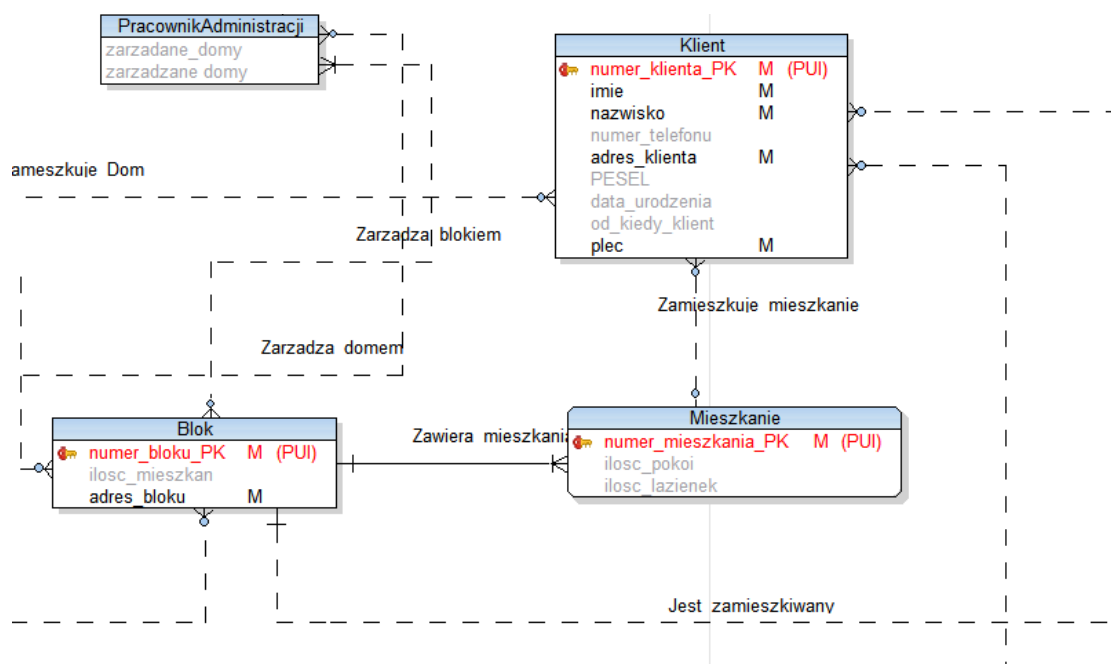 PracownikAdministracji
zarzadane_domy
zarzadzane domy
Klient
numer_klienta_PK M (PUI)
imie M
nazwisko M
numer_telefonu
adres_klienta M
PESEL
data_urodzenia
od_kiedy_klient
plec M
ameszkuje Dom
Zarzadza blokiem
Zamieszkuje mieszkanie
Zarzadza domem
Blok
numer_bloku_PK M (PUI)
ilosc_mieszkan
adres_bloku M
Zawiera mieszkania
Mieszkanie
numer_mieszkania_PK M (PUI)
ilosc_pokoi
ilosc_lazienek
Jest zamieszkiwany